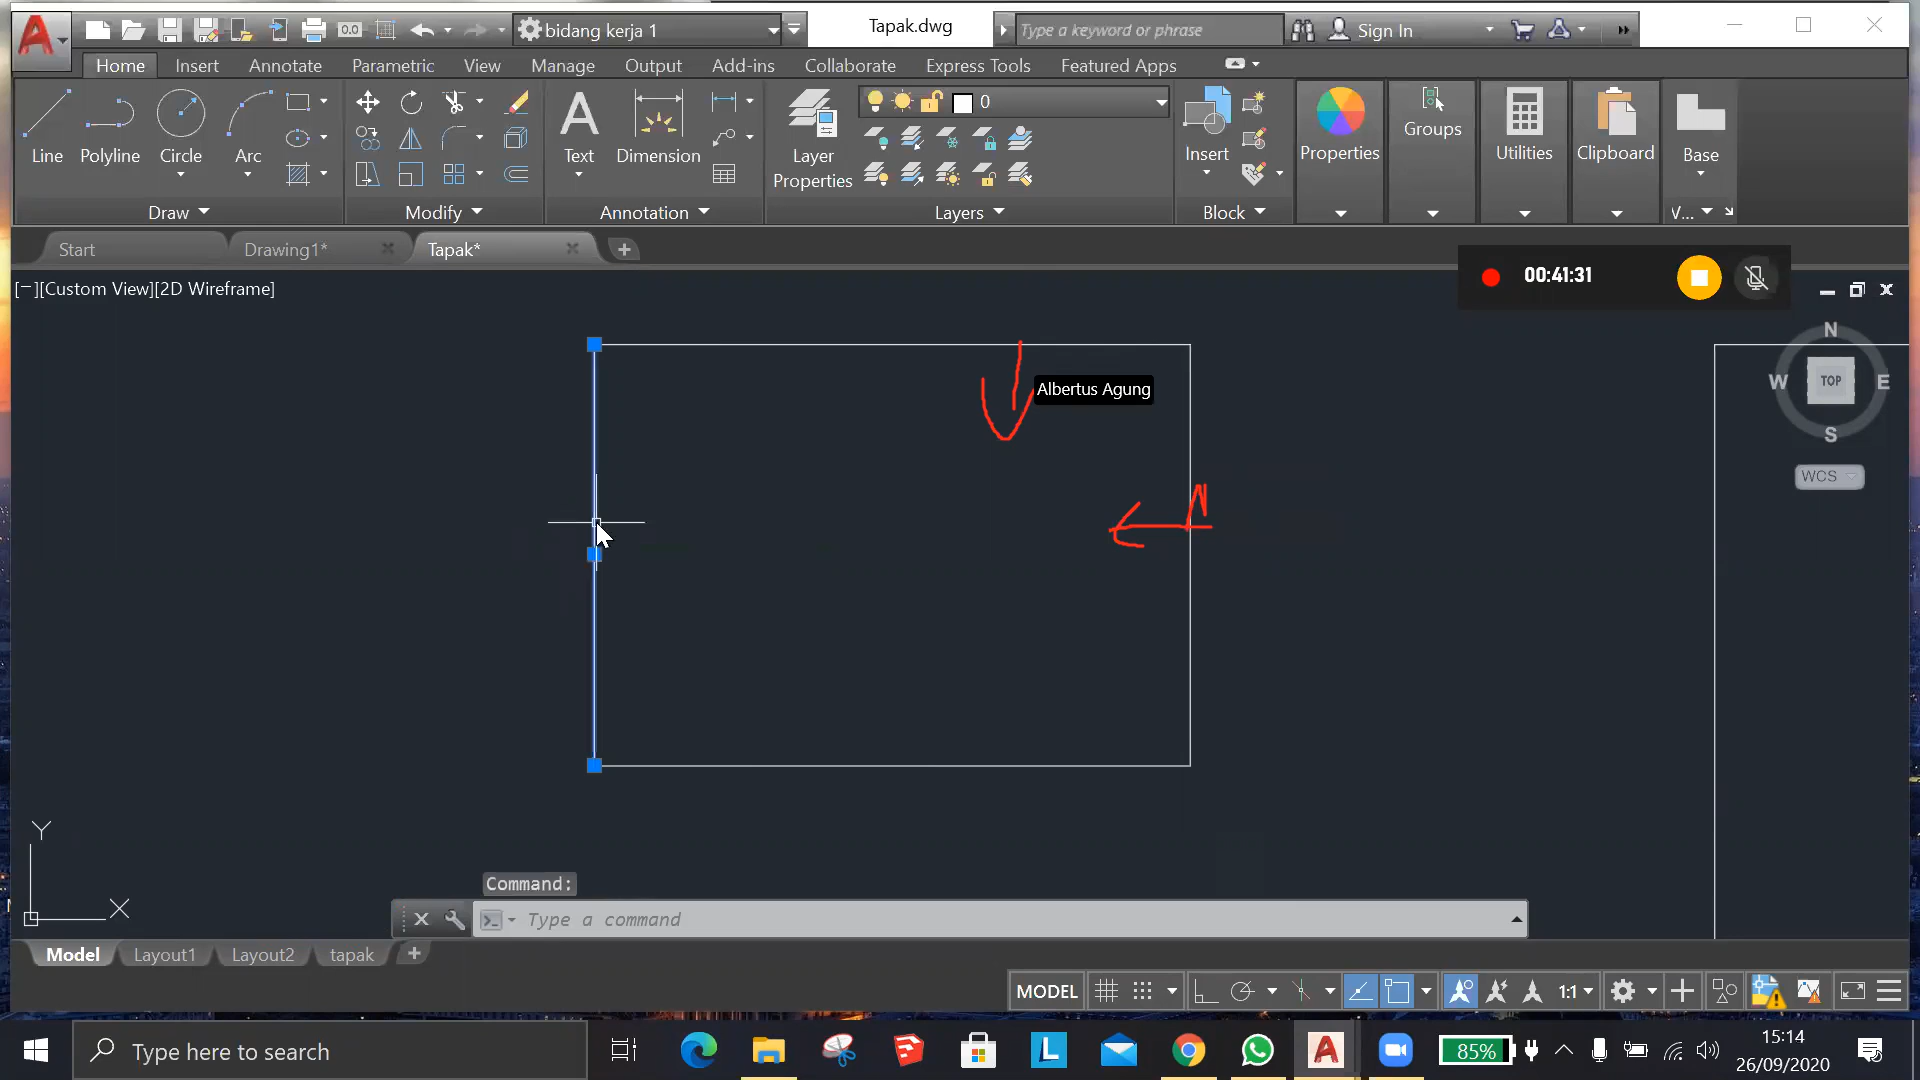 bidang kerja 1
Tapak.dwg
Type a keyword or phrase
Sign In
Home
Insert
Annotate
Parametric
View
Manage
Output
Add-ins
Collaborate
Express Tools
Featured Apps
0.0
0
Line
Polyline
Circle
Arc
Text
Dimension
Layer
Properties
Insert
Properties
Groups
Utilities
Clipboard
Base
Draw
Modify
Annotation
Layers
Block
V...
Start
Drawing1*
Tapak*
00:41:31
[−][Custom View][2D Wireframe]
N
W
TOP
E
S
WCS
Albertus Agung
Y
X
Command:
Type a command
Model
Layout1
Layout2
tapak
MODEL
1:1
Type here to search
85%
15:14
26/09/2020